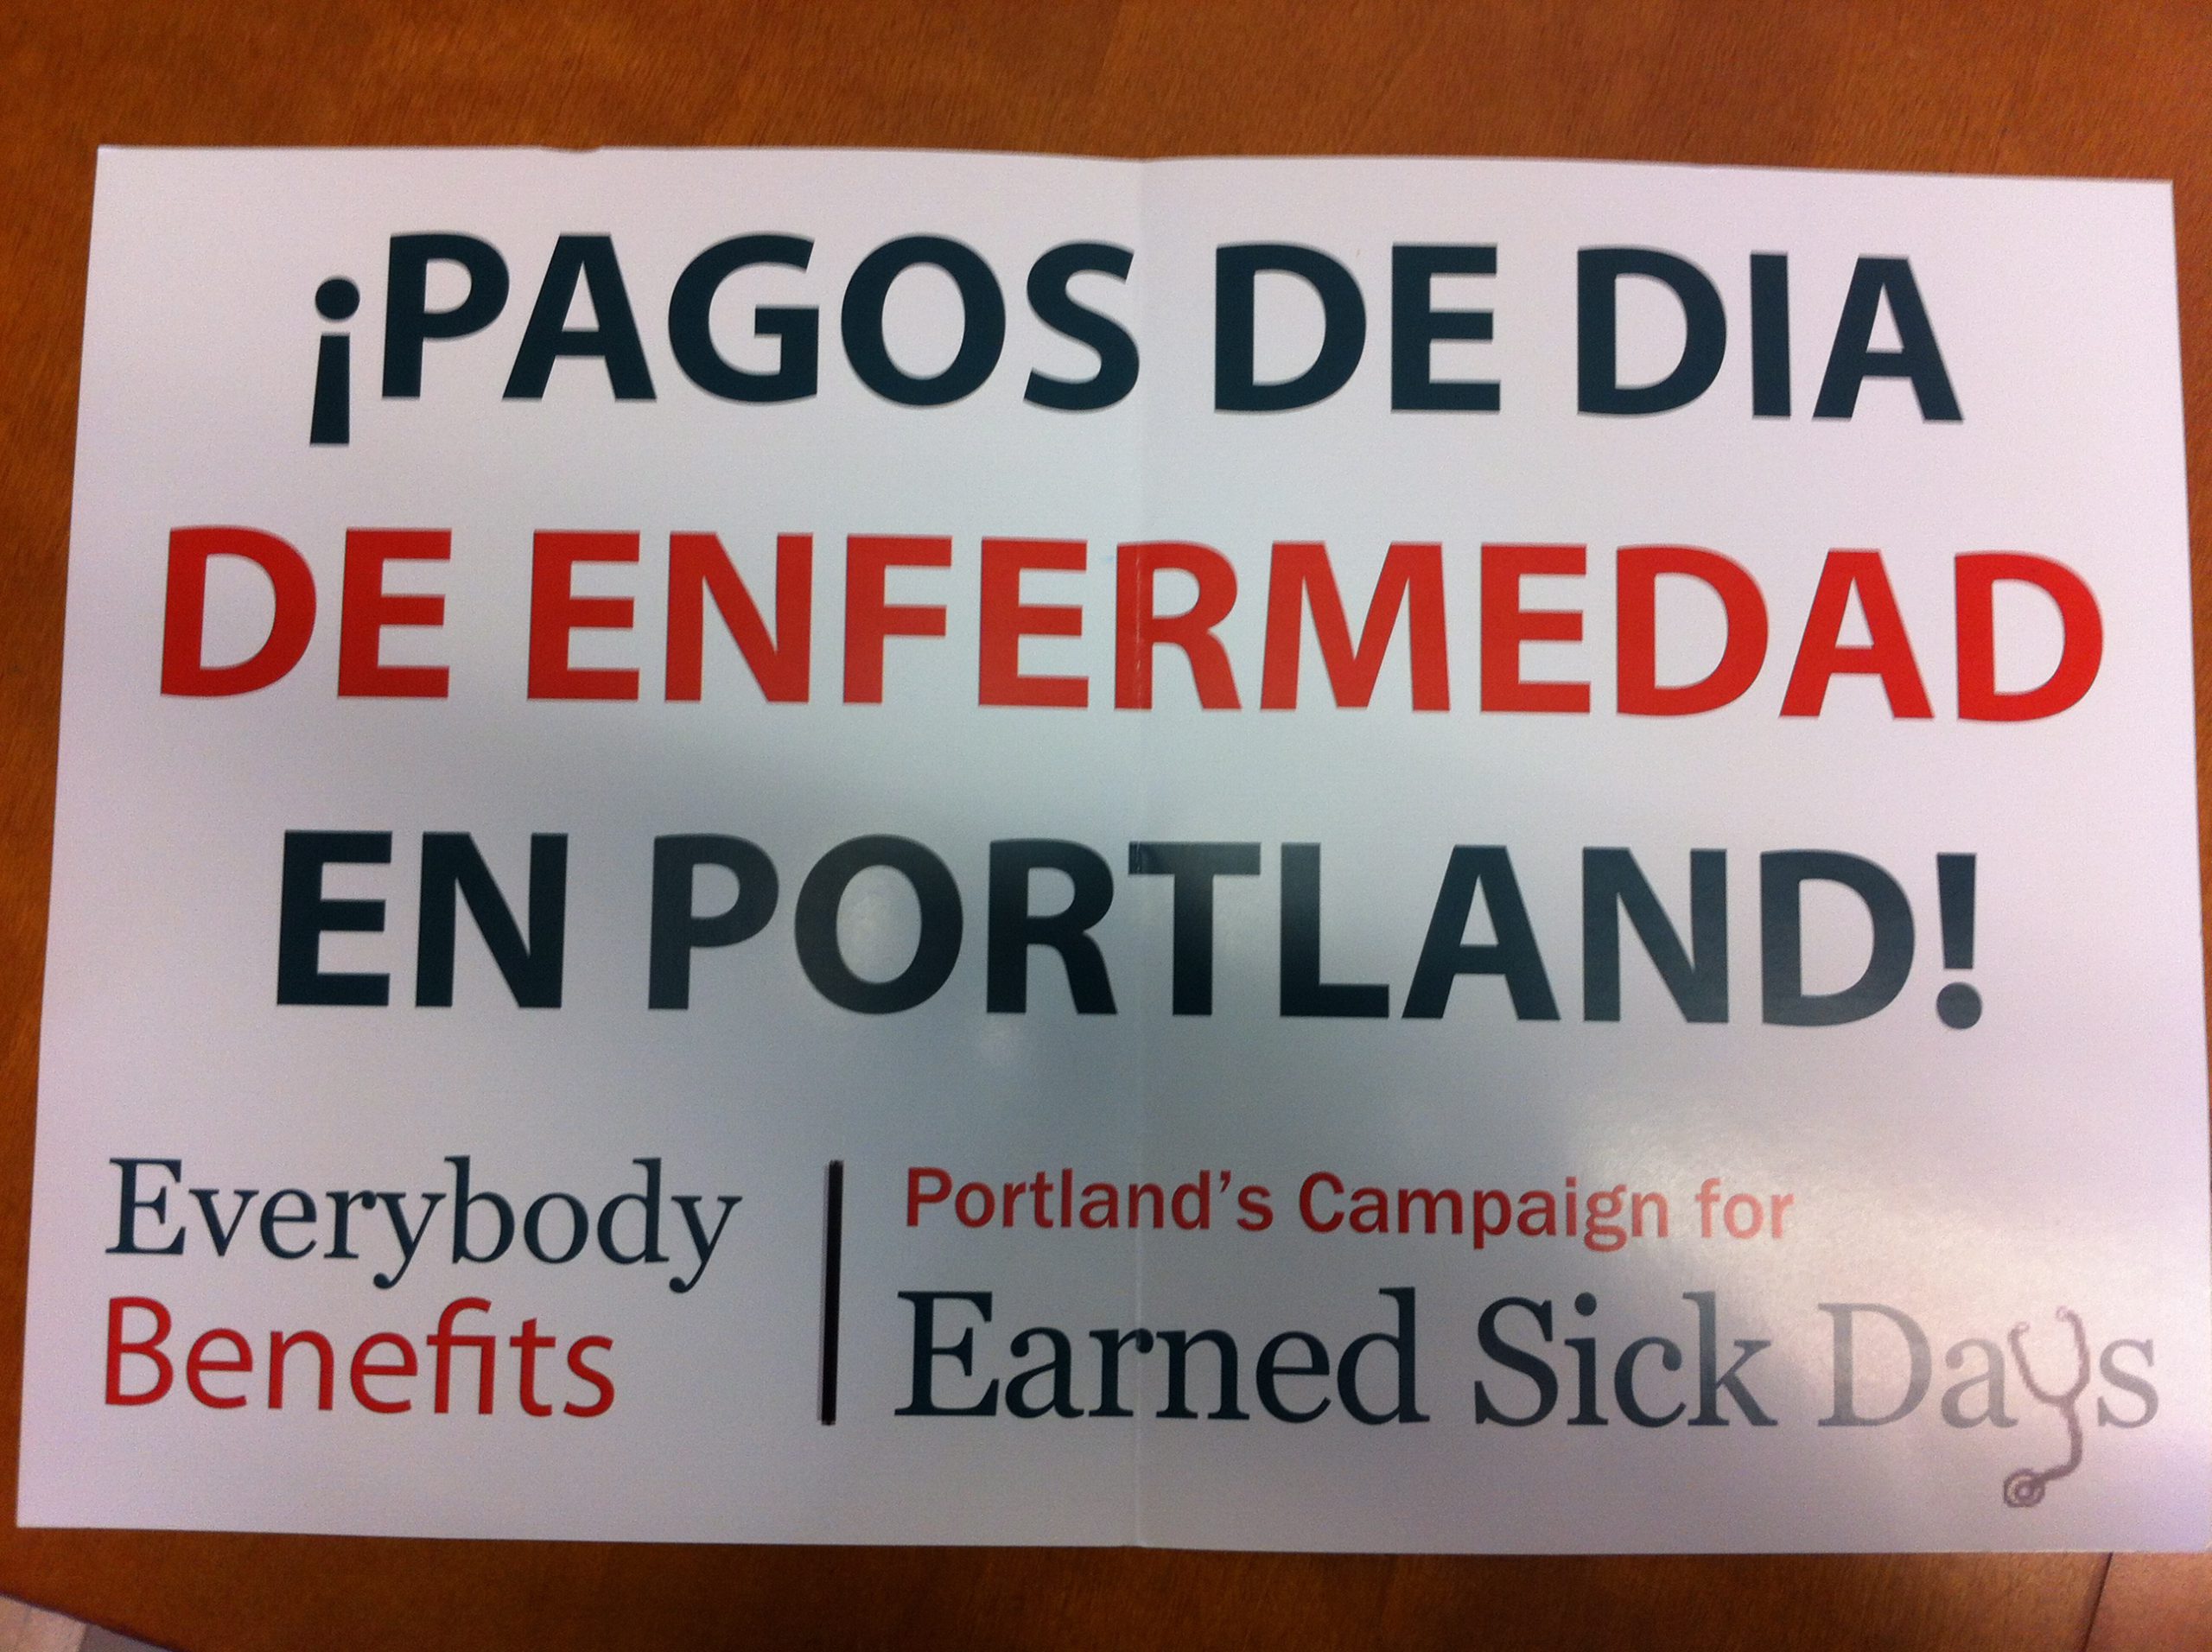 ¡PAGOS DE DIA
DE ENFERMEDAD
EN PORTLAND!
Everybody
Benefits
Portland's Campaign for
Earned Sick Days